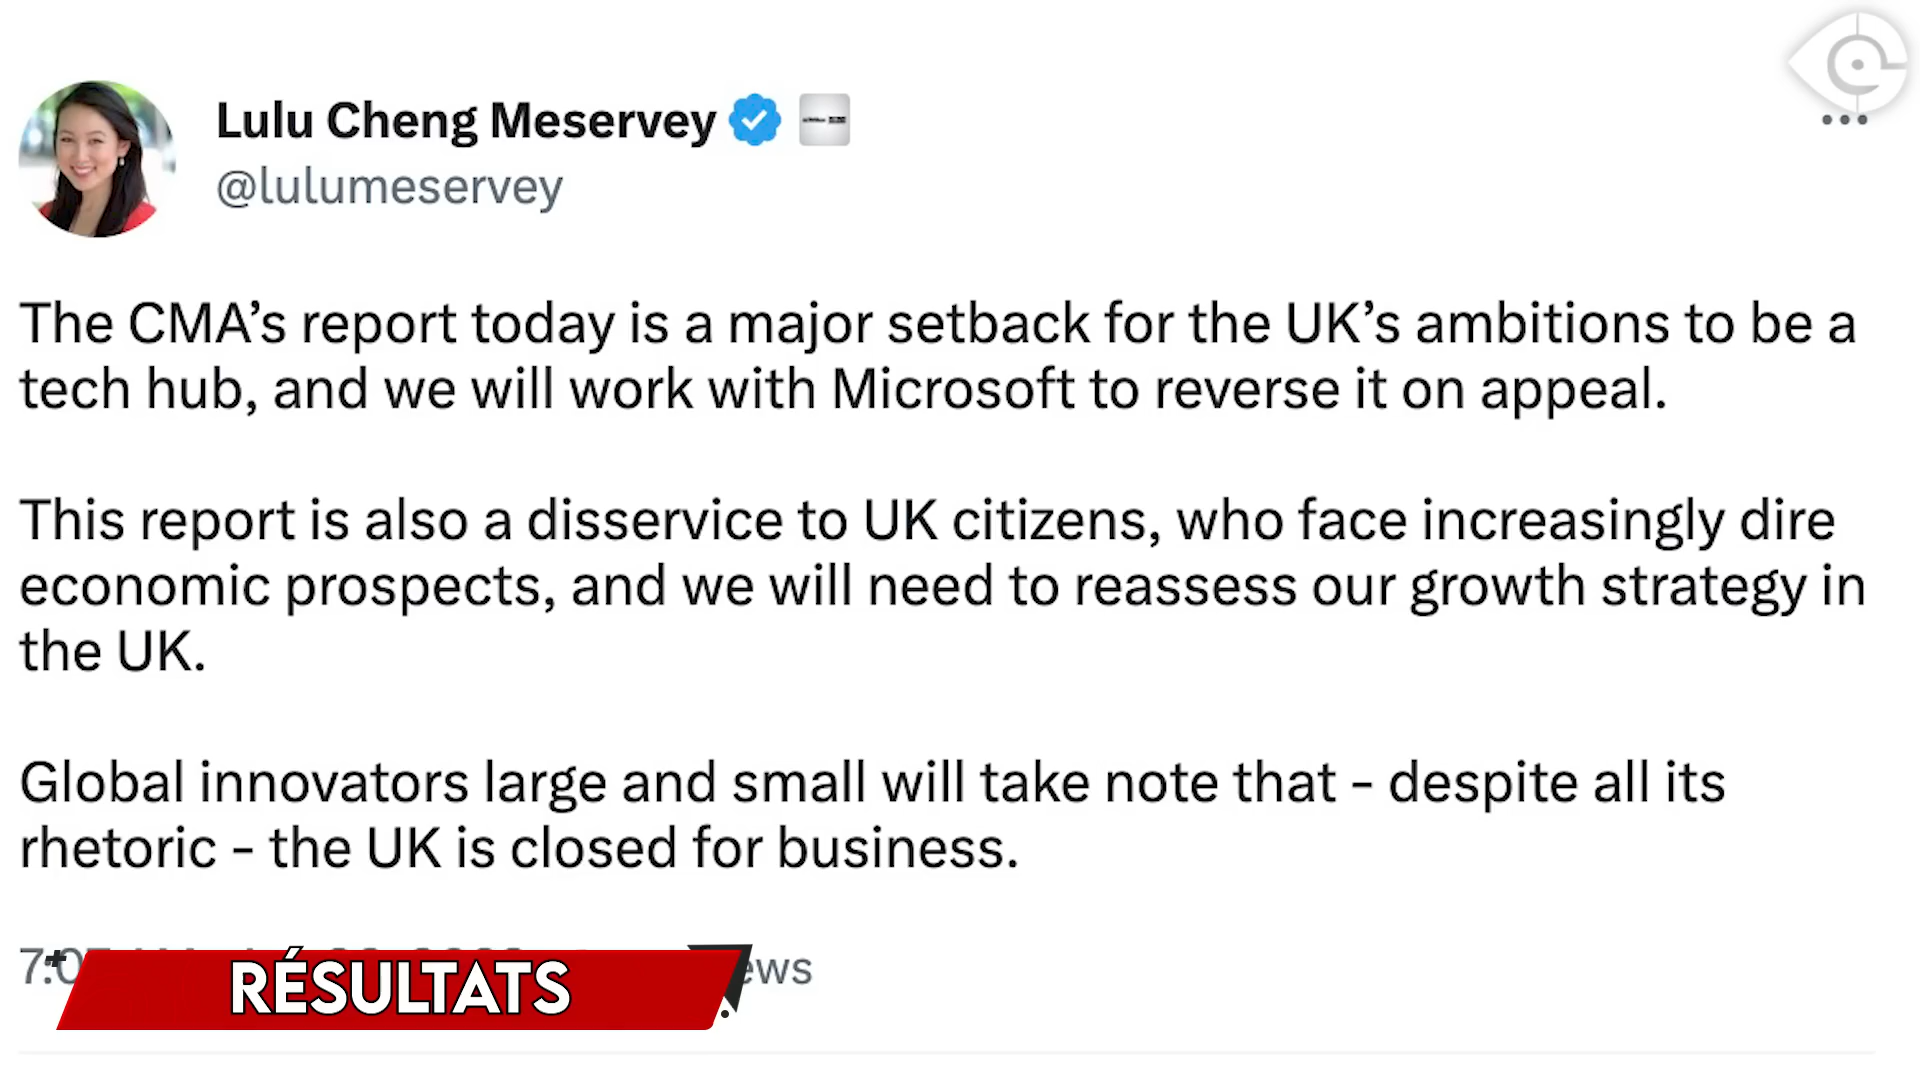 Lulu Cheng Meservey
@lulumeservey
The CMA’s report today is a major setback for the UK’s ambitions to be a
tech hub, and we will work with Microsoft to reverse it on appeal.
This report is also a disservice to UK citizens, who face increasingly dire
economic prospects, and we will need to reassess our growth strategy in
the UK.
Global innovators large and small will take note that – despite all its
rhetoric – the UK is closed for business.
RÉSULTATS